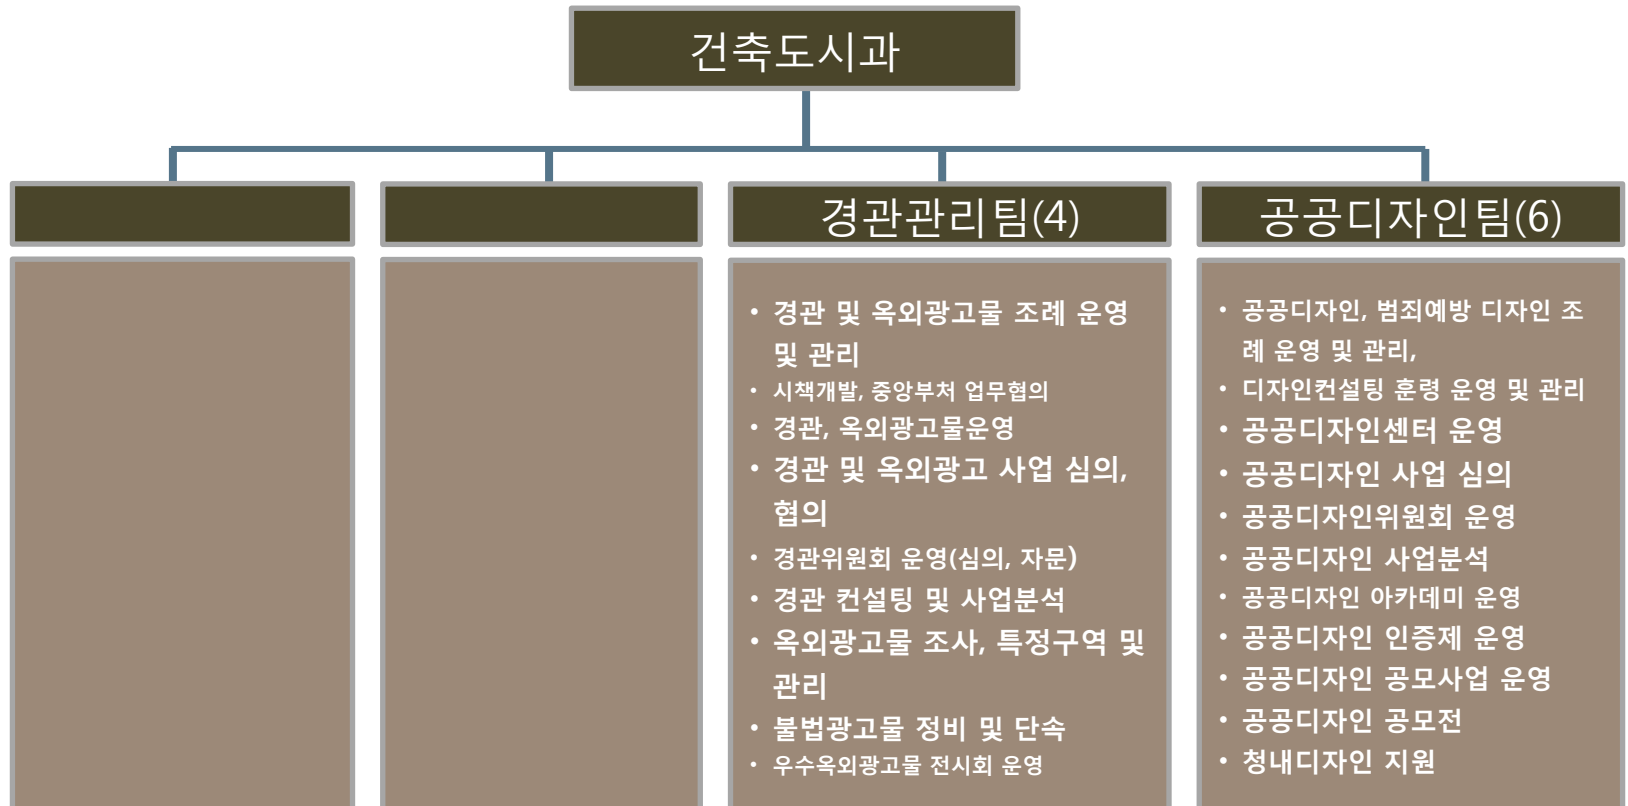 건축도시과
경관관리팀(4)
• 경관 및 옥외광고물 조례 운영
및 관리
• 시책개발, 중앙부처 업무협의
• 경관, 옥외광고물운영
• 경관 및 옥외광고 사업 심의,
협의
• 경관위원회 운영(심의, 자문)
• 경관 컨설팅 및 사업분석
• 옥외광고물 조사, 특정구역 및
관리
• 불법광고물 정비 및 단속
• 우수옥외광고물 전시회 운영
공공디자인팀(6)
• 공공디자인, 범죄예방 디자인 조
례 운영 및 관리,
• 디자인컨설팅 훈령 운영 및 관리
• 공공디자인센터 운영
• 공공디자인 사업 심의
• 공공디자인위원회 운영
• 공공디자인 사업분석
• 공공디자인 아카데미 운영
• 공공디자인 인증제 운영
• 공공디자인 공모사업 운영
• 공공디자인 공모전
• 청내디자인 지원